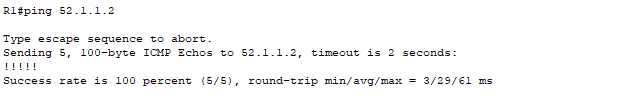 R1#ping 52.1.1.2
Type escape sequence to abort.
Sending 5, 100-byte ICMP Echos to 52.1.1.2, timeout is 2 seconds:
!!!!!
Success rate is 100 percent (5/5), round-trip min/avg/max = 3/29/61 ms